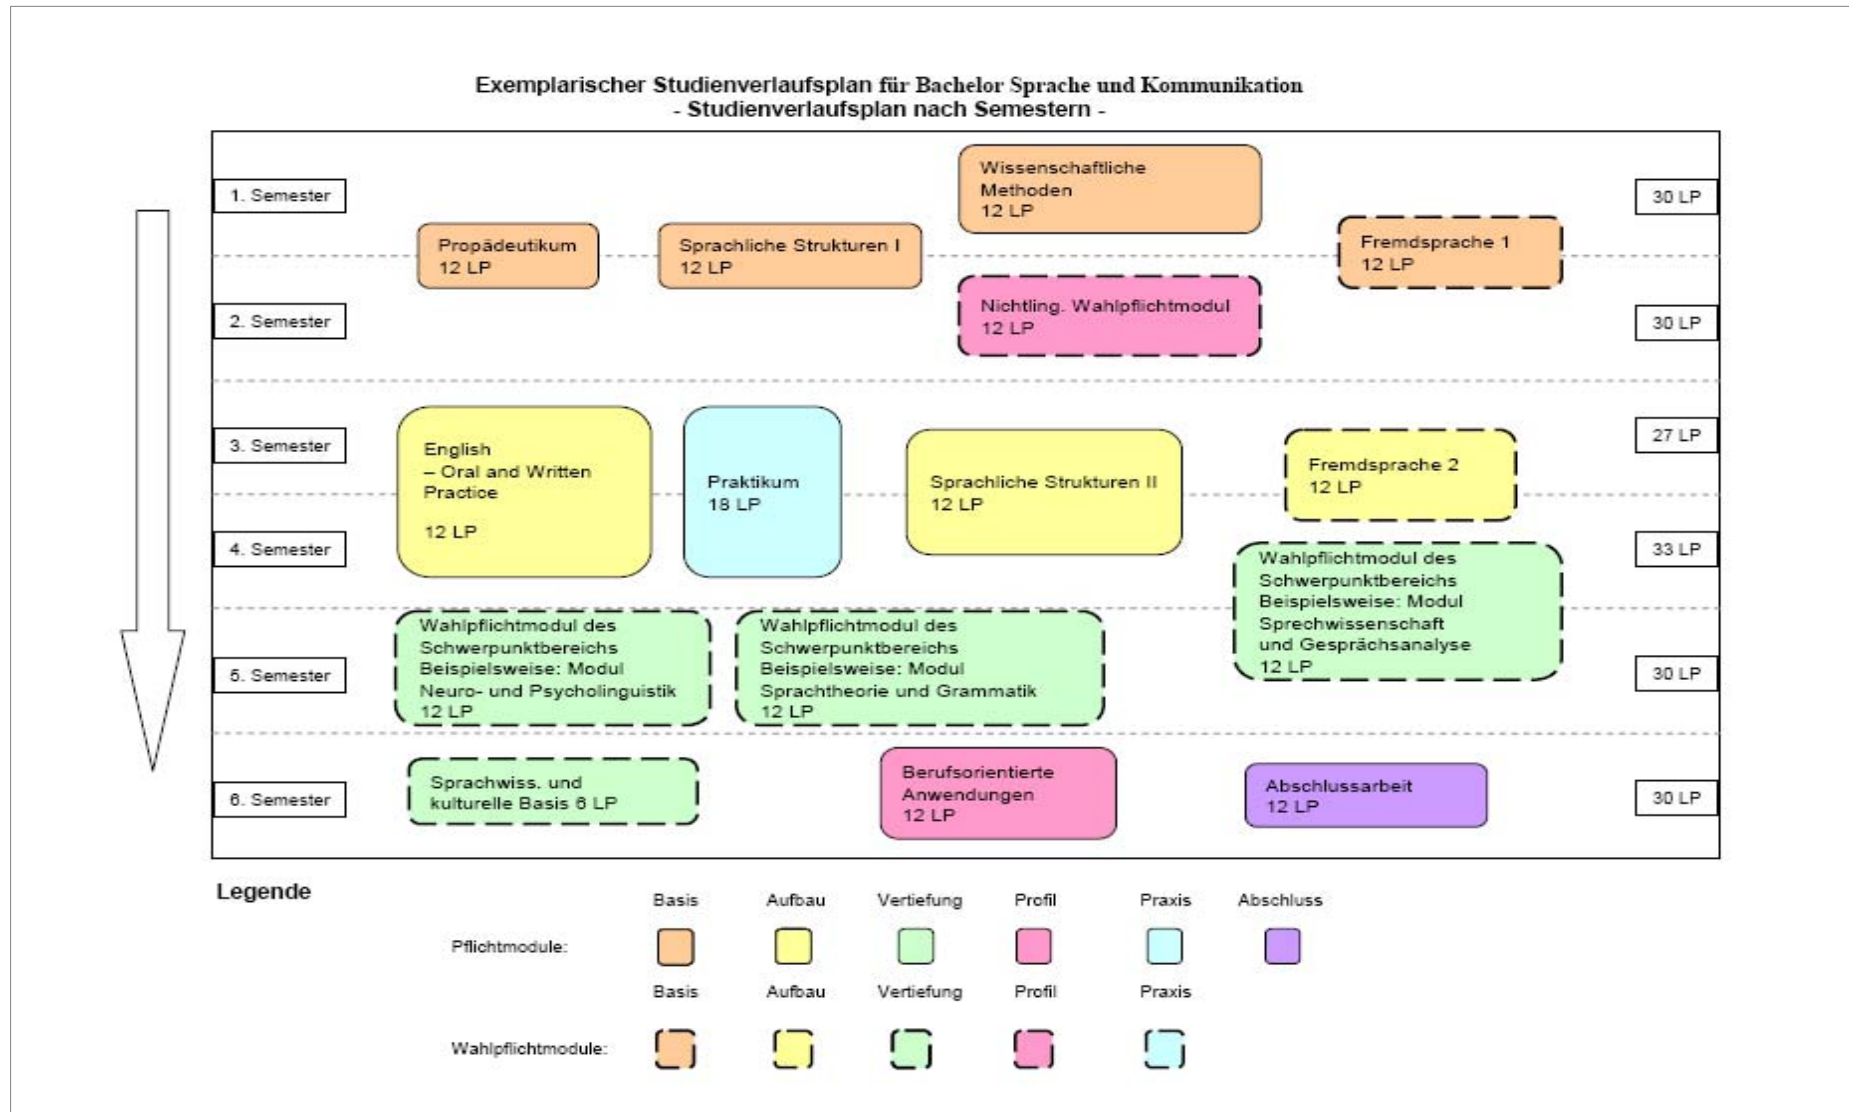 Exemplarischer Studienverlaufsplan für Bachelor Sprache und Kommunikation
- Studienverlaufsplan nach Semestern -
1. Semester
Wissenschaftliche
Methoden
12 LP
30 LP
Propädeutikum
12 LP
Sprachliche Strukturen I
12 LP
Fremdsprache 1
12 LP
2. Semester
Nichtling. Wahlpflichtmodul
12 LP
30 LP
3. Semester
27 LP
English
– Oral and Written
Practice
12 LP
Praktikum
18 LP
Sprachliche Strukturen II
12 LP
Fremdsprache 2
12 LP
4. Semester
33 LP
Wahlpflichtmodul des
Schwerpunktbereichs
Beispielsweise: Modul
Sprechwissenschaft
und Gesprächsanalyse
12 LP
5. Semester
Wahlpflichtmodul des
Schwerpunktbereichs
Beispielsweise: Modul
Neuro- und Psycholinguistik
12 LP
Wahlpflichtmodul des
Schwerpunktbereichs
Beispielsweise: Modul
Sprachtheorie und Grammatik
12 LP
30 LP
6. Semester
Sprachwiss. und
kulturelle Basis 6 LP
Berufsorientierte
Anwendungen
12 LP
Abschlussarbeit
12 LP
30 LP
Legende
Basis Aufbau Vertiefung Profil Praxis Abschluss
Pflichtmodule:
Basis Aufbau Vertiefung Profil Praxis
Wahlpflichtmodule: